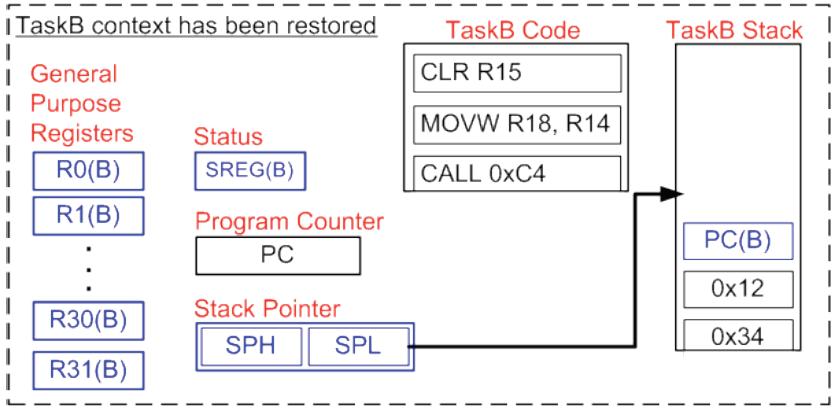 TaskB context has been restored
General
Purpose
Registers
R0(B)
R1(B)
R30(B)
R31(B)
Status
SREG(B)
Program Counter
PC
Stack Pointer
SPH SPL
TaskB Code
CLR R15
MOVW R18, R14
CALL 0xC4
TaskB Stack
PC(B)
0x12
0x34